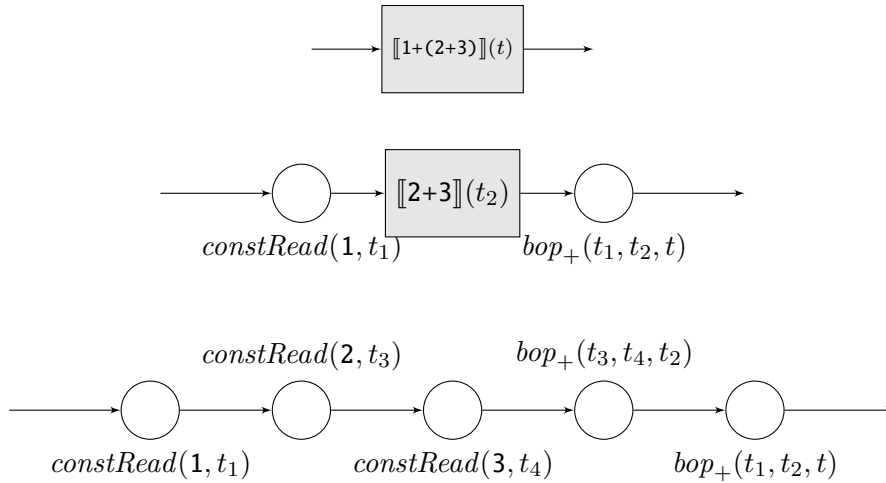 ⟦1+(2+3)⟧(t)
⟦2+3⟧(t₂)
constRead(1, t₁) bop₊(t₁, t₂, t)
constRead(2, t₃) bop₊(t₃, t₄, t₂)
constRead(1, t₁) constRead(3, t₄) bop₊(t₁, t₂, t)